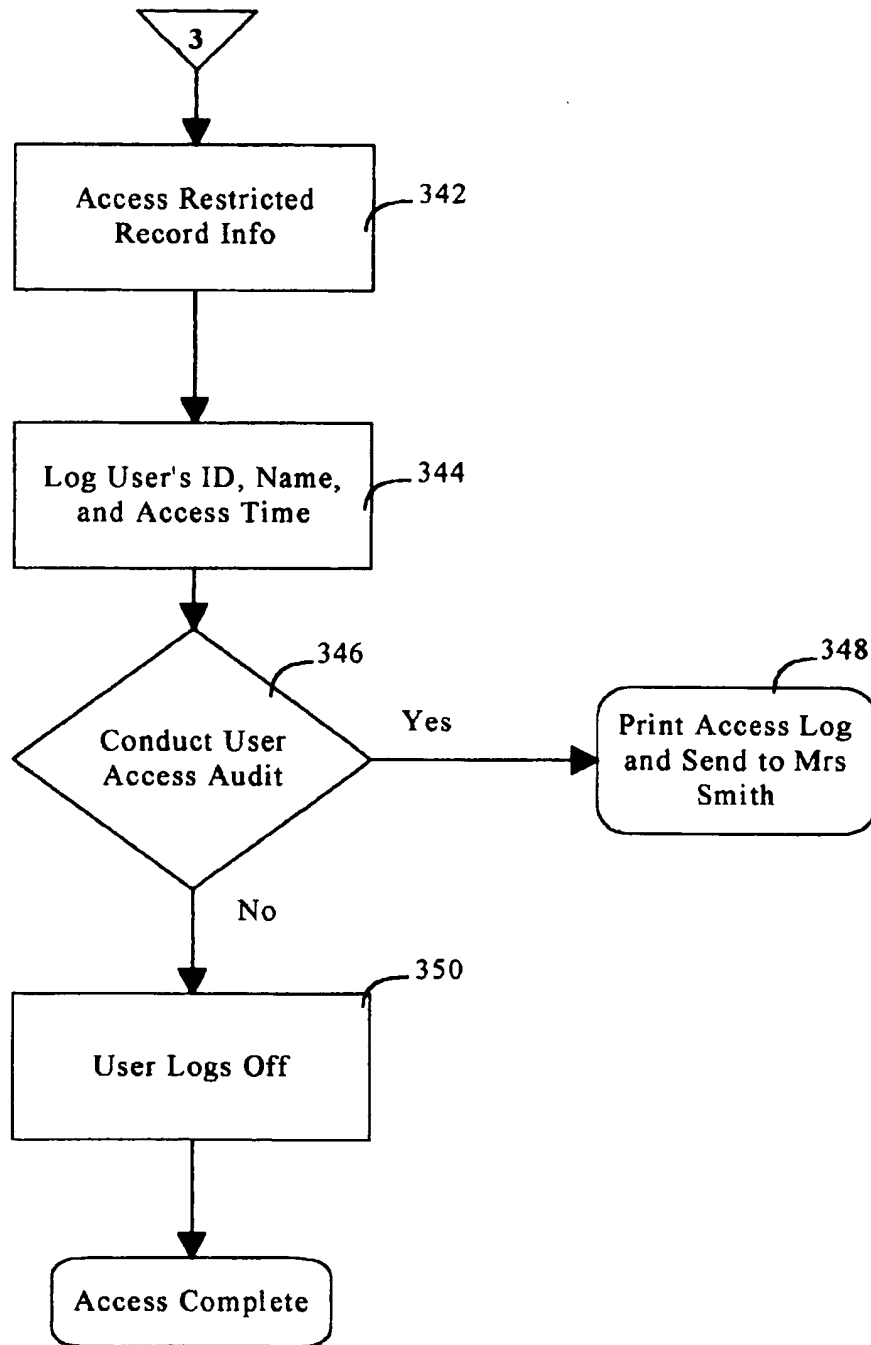 3
Access Restricted
Record Info
342
Log User's ID, Name,
and Access Time
344
346
Conduct User
Access Audit
Yes
348
Print Access Log
and Send to Mrs
Smith
No
350
User Logs Off
Access Complete